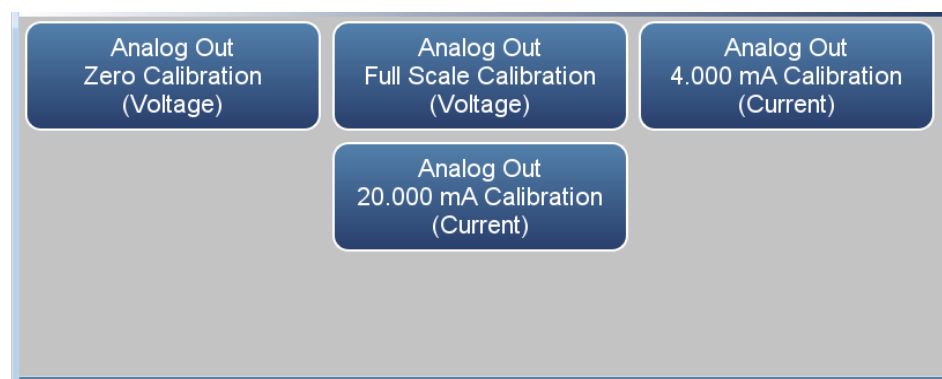 Analog Out
Zero Calibration
(Voltage)
Analog Out
Full Scale Calibration
(Voltage)
Analog Out
4.000 mA Calibration
(Current)
Analog Out
20.000 mA Calibration
(Current)